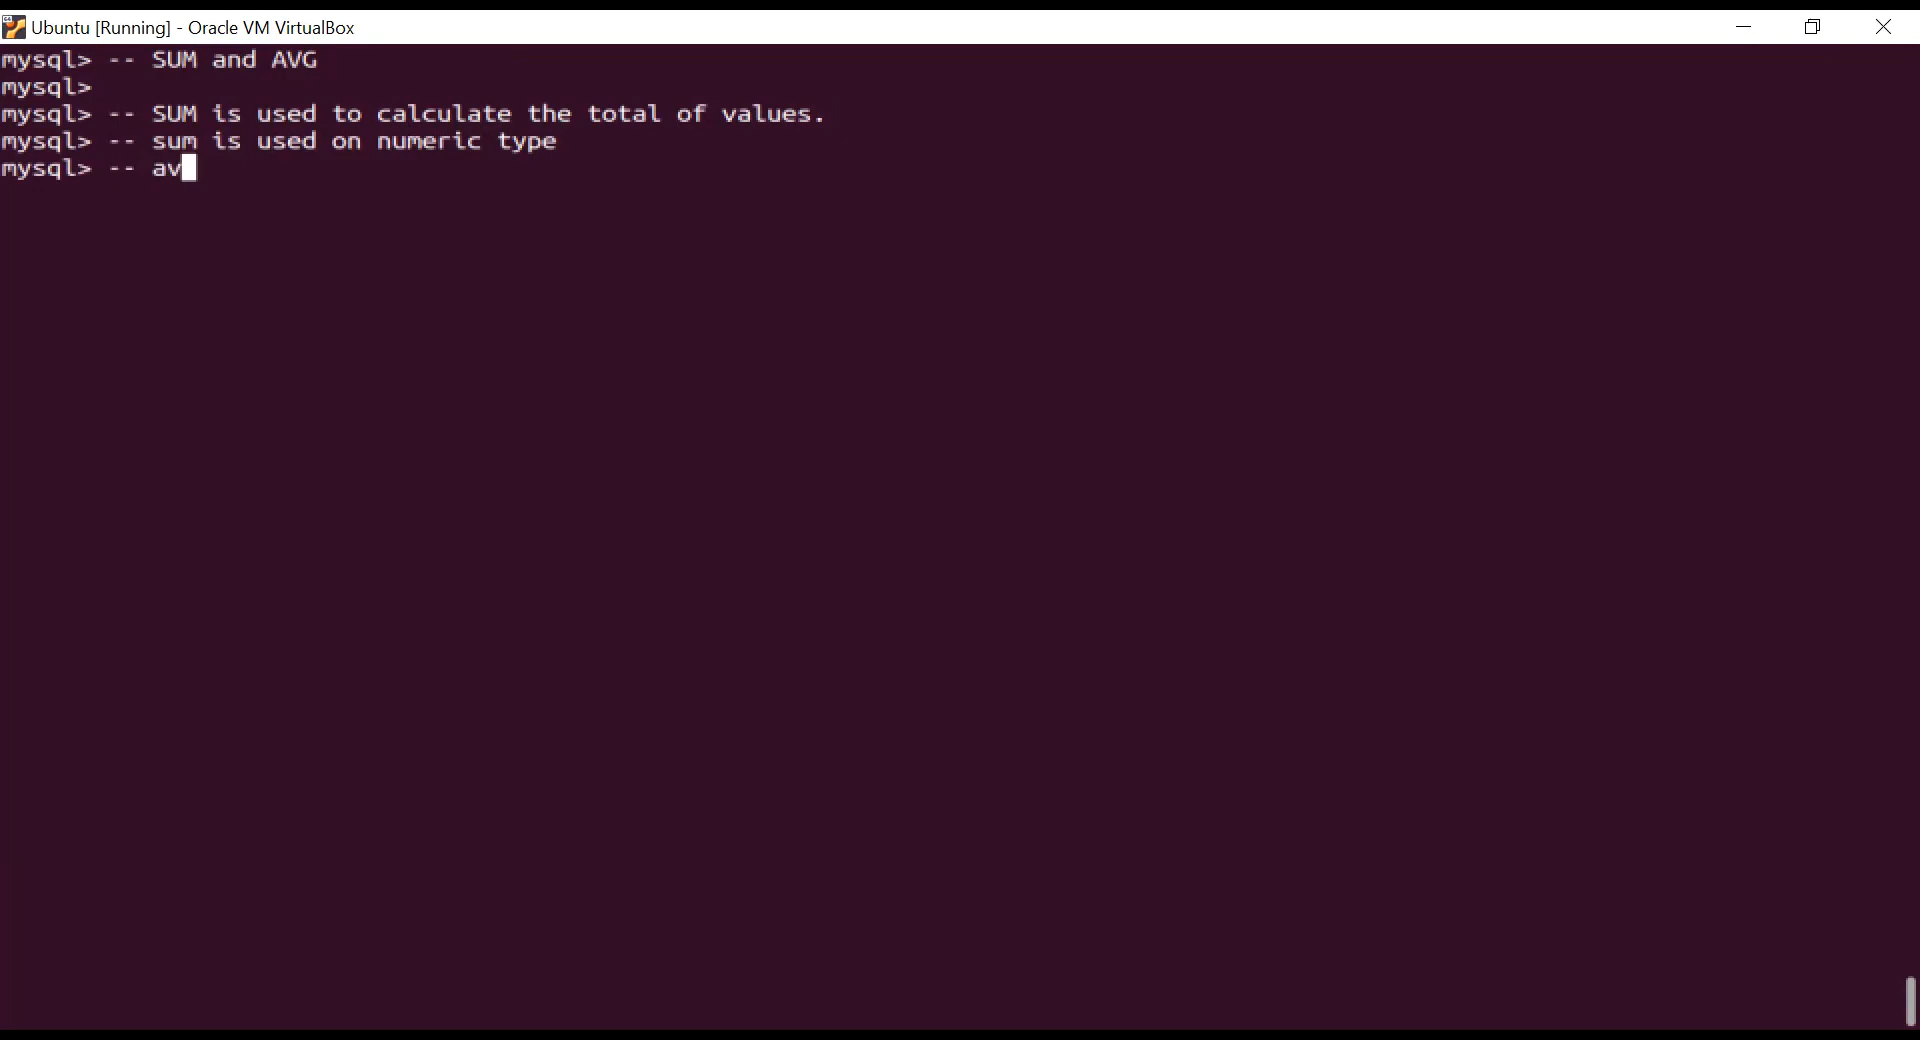 Ubuntu [Running] - Oracle VM VirtualBox
mysql> -- SUM and AVG
mysql>
mysql> -- SUM is used to calculate the total of values.
mysql> -- sum is used on numeric type
mysql> -- av